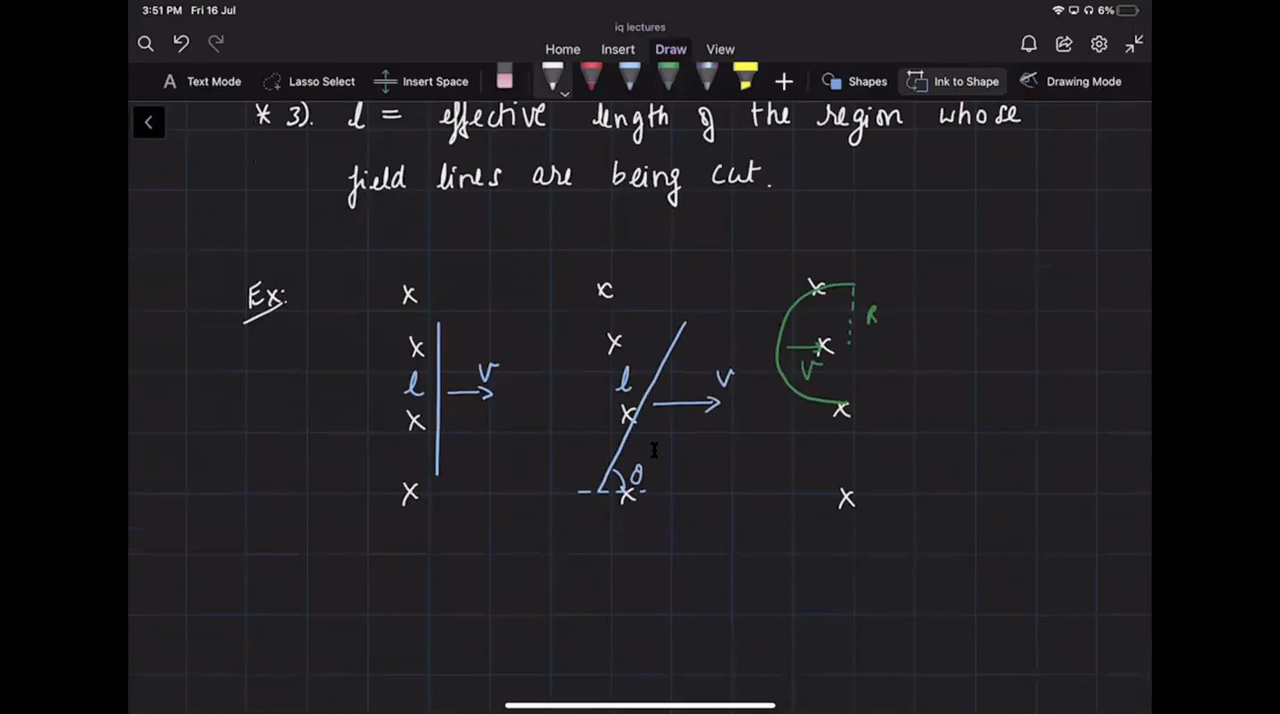 3:51 PM Fri 16 Jul
6%
iq lectures
Home Insert Draw View
A Text Mode Lasso Select Insert Space Shapes Ink to Shape Drawing Mode
* 3). l = effective length of the region whose
field lines are being cut.
Ex:
x x x
x x x
R
l v l v v
x x x
θ
x x x